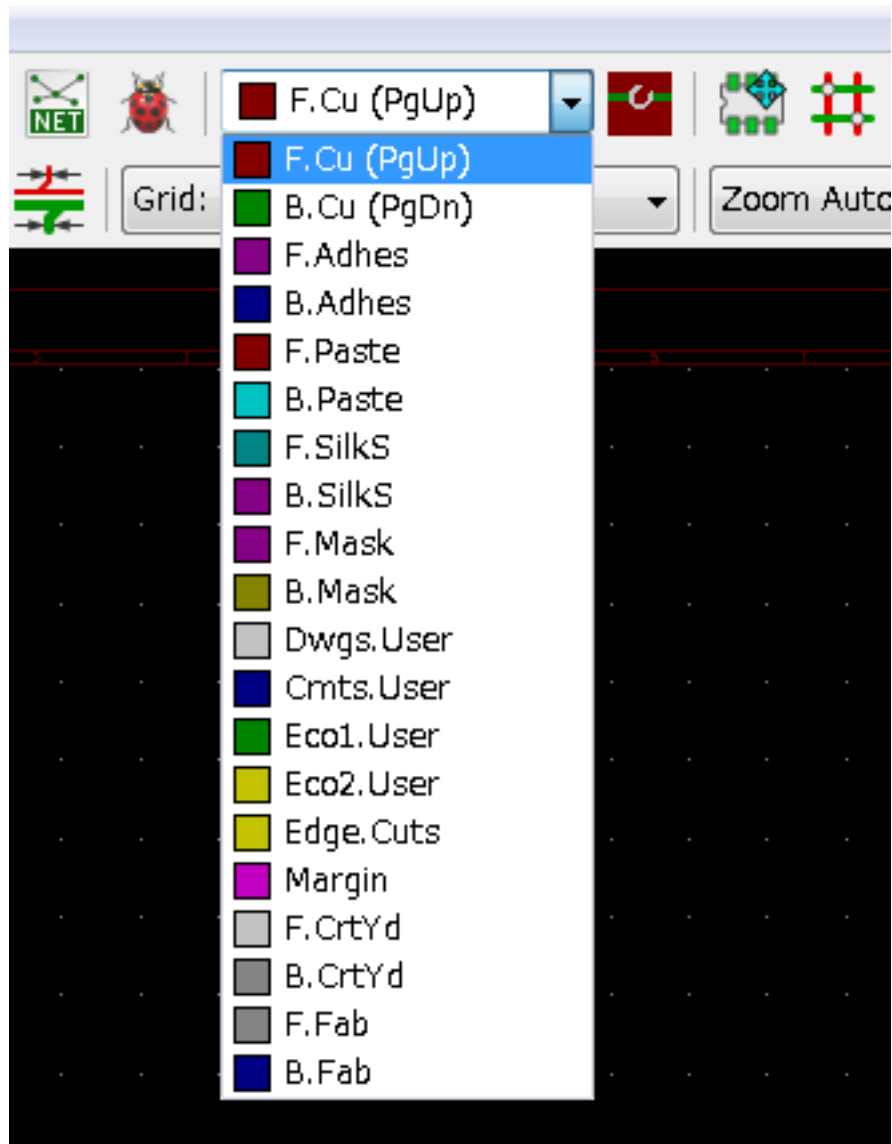 NET
F.Cu (PgUp)
F.Cu (PgUp)
Grid:
Zoom Auto
B.Cu (PgDn)
F.Adhes
B.Adhes
F.Paste
B.Paste
F.SilkS
B.SilkS
F.Mask
B.Mask
Dwgs.User
Cmts.User
Eco1.User
Eco2.User
Edge.Cuts
Margin
F.CrtYd
B.CrtYd
F.Fab
B.Fab